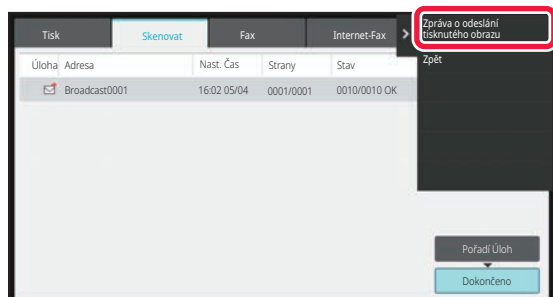 Tisk Skenovat Fax Internet-Fax
Zpráva o odeslání
tisknutého obrazu
Zpět
Úloha Adresa Nast. Čas Strany Stav
Broadcast0001 16:02 05/04 0001/0001 0010/0010 OK
Pořadí Úloh
Dokončeno